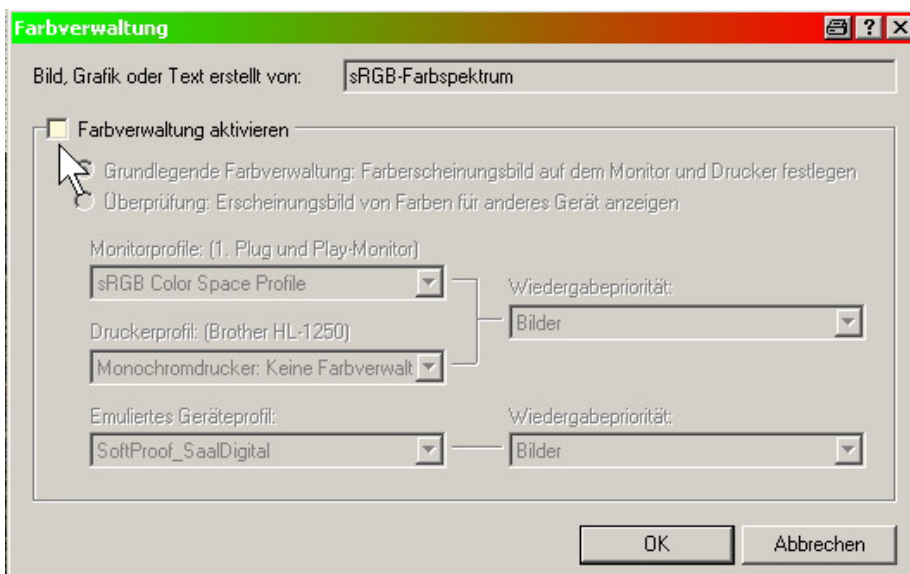 Farbverwaltung
Bild, Grafik oder Text erstellt von: sRGB-Farbspektrum
Farbverwaltung aktivieren
Grundlegende Farbverwaltung: Farberscheinungsbild auf dem Monitor und Drucker festlegen
Überprüfung: Erscheinungsbild von Farben für anderes Gerät anzeigen
Monitorprofile: (1. Plug und Play-Monitor)
sRGB Color Space Profile
Wiedergabepriorität:
Bilder
Druckerprofil: (Brother HL-1250)
Monochromdrucker: Keine Farbverwalt
Emuliertes Geräteprofil:
SoftProof_SaalDigital
Wiedergabepriorität:
Bilder
OK
Abbrechen